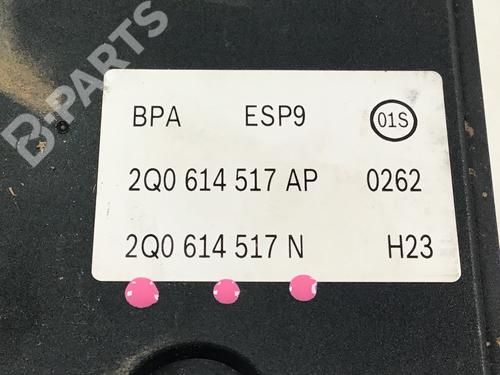 B-PARTS
BPA ESP9 01S
2Q0 614 517 AP 0262
2Q0 614 517 N H23